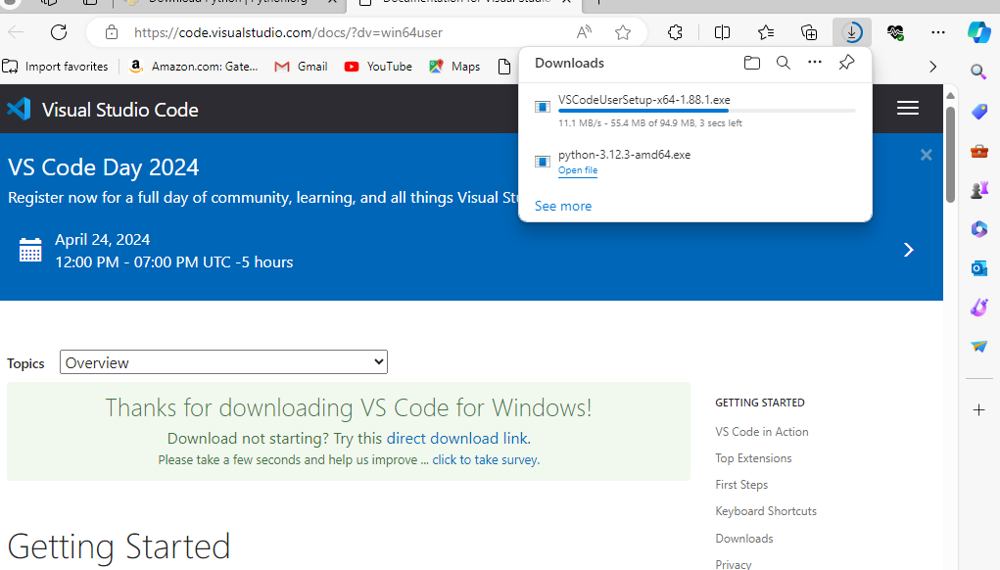 Download Python | Python.org
Documentation for Visual Studio
https://code.visualstudio.com/docs/?dv=win64user
Import favorites
Amazon.com: Gate...
Gmail
YouTube
Maps
Downloads
VSCodeUserSetup-x64-1.88.1.exe
11.1 MB/s - 55.4 MB of 94.9 MB, 3 secs left
python-3.12.3-amd64.exe
Open file
See more
Visual Studio Code
VS Code Day 2024
Register now for a full day of community, learning, and all things Visual Stu
April 24, 2024
12:00 PM - 07:00 PM UTC -5 hours
Topics
Overview
Thanks for downloading VS Code for Windows!
Download not starting? Try this direct download link.
Please take a few seconds and help us improve ... click to take survey.
Getting Started
GETTING STARTED
VS Code in Action
Top Extensions
First Steps
Keyboard Shortcuts
Downloads
Privacy